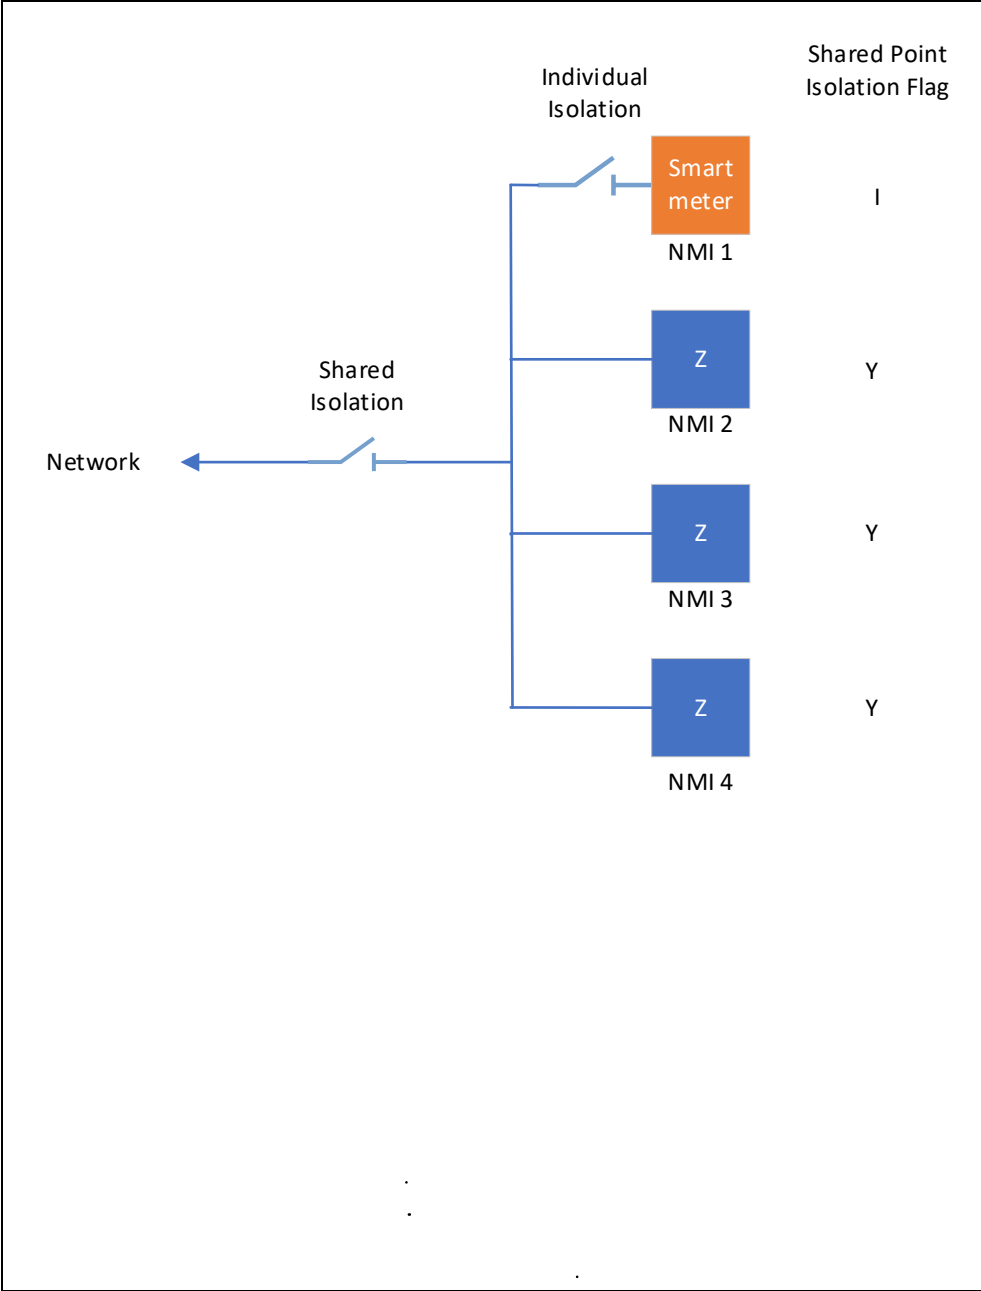 Shared Point
Isolation Flag
Individual
Isolation
Smart
meter
I
NMI 1
Z
Y
NMI 2
Shared
Isolation
Network
Z
Y
NMI 3
Z
Y
NMI 4